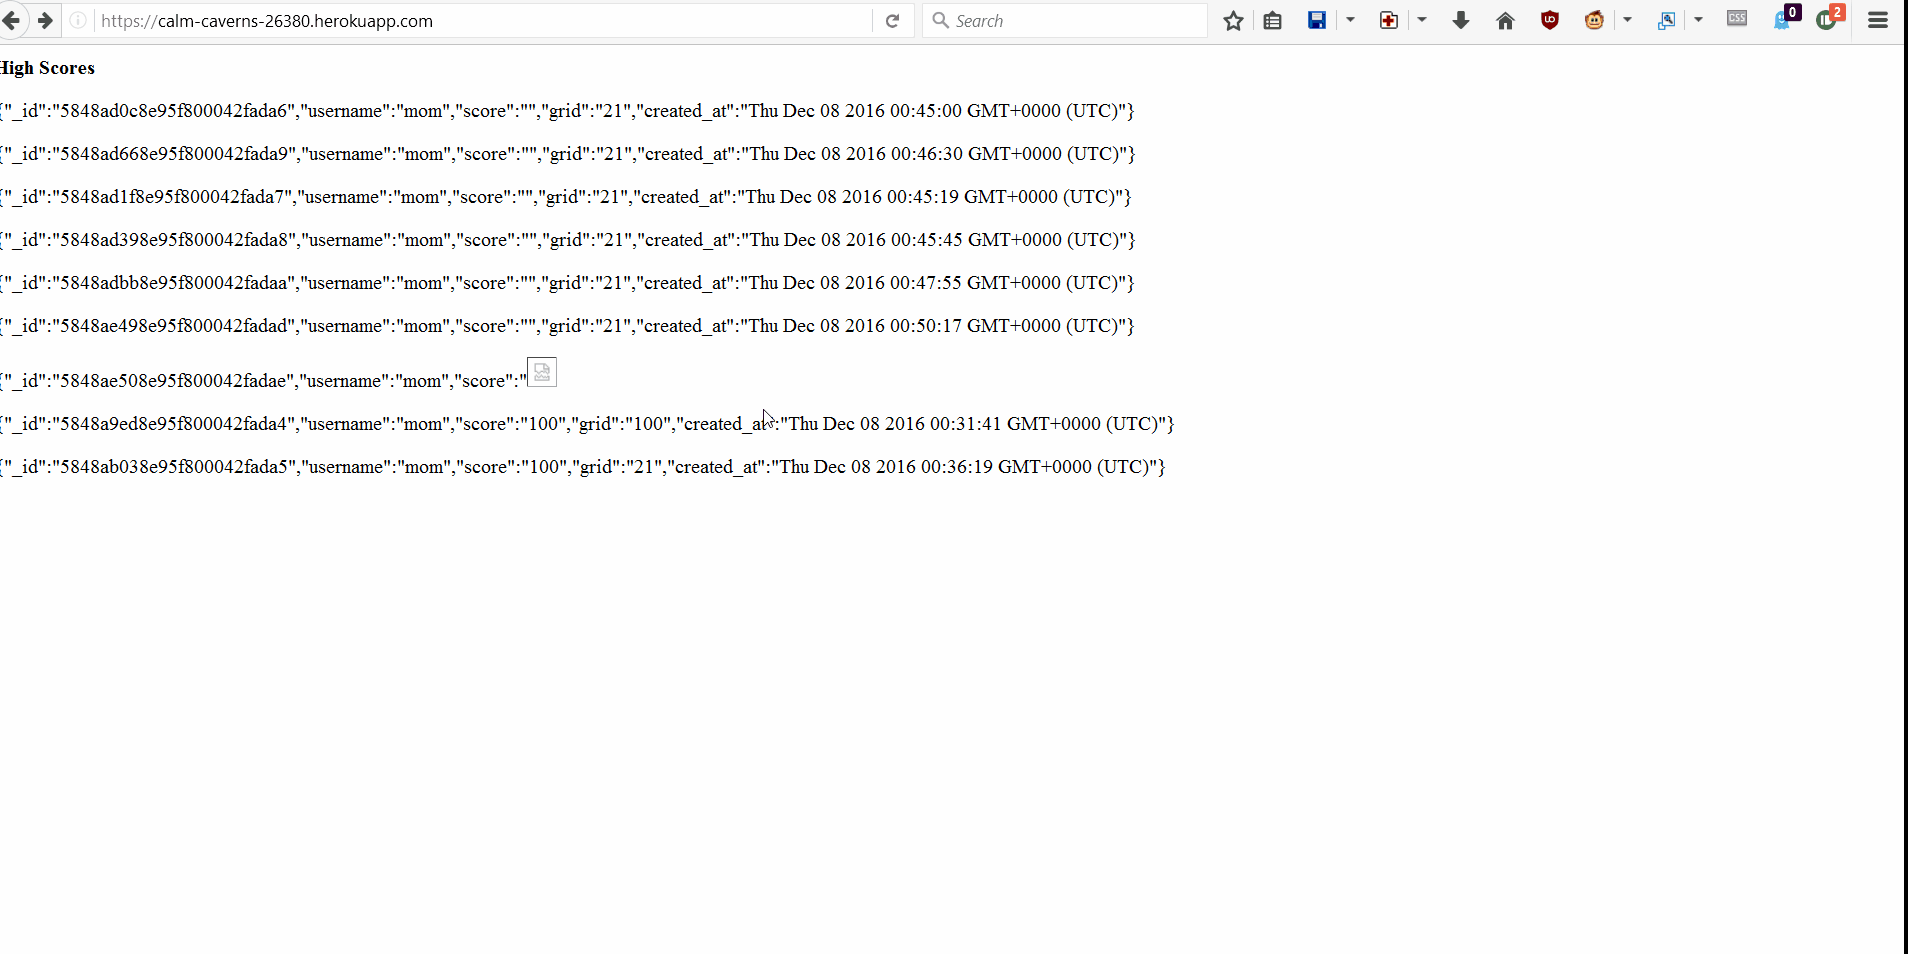 https://calm-caverns-26380.herokuapp.com
Search
CSS
0
2
High Scores
{"_id":"5848ad0c8e95f800042fada6","username":"mom","score":"","grid":"21","created_at":"Thu Dec 08 2016 00:45:00 GMT+0000 (UTC)"}
{"_id":"5848ad668e95f800042fada9","username":"mom","score":"","grid":"21","created_at":"Thu Dec 08 2016 00:46:30 GMT+0000 (UTC)"}
{"_id":"5848ad1f8e95f800042fada7","username":"mom","score":"","grid":"21","created_at":"Thu Dec 08 2016 00:45:19 GMT+0000 (UTC)"}
{"_id":"5848ad398e95f800042fada8","username":"mom","score":"","grid":"21","created_at":"Thu Dec 08 2016 00:45:45 GMT+0000 (UTC)"}
{"_id":"5848adbb8e95f800042fadaa","username":"mom","score":"","grid":"21","created_at":"Thu Dec 08 2016 00:47:55 GMT+0000 (UTC)"}
{"_id":"5848ae498e95f800042fadad","username":"mom","score":"","grid":"21","created_at":"Thu Dec 08 2016 00:50:17 GMT+0000 (UTC)"}
{"_id":"5848ae508e95f800042fadae","username":"mom","score":"
{"_id":"5848a9ed8e95f800042fada4","username":"mom","score":"100","grid":"100","created_at":"Thu Dec 08 2016 00:31:41 GMT+0000 (UTC)"}
{"_id":"5848ab038e95f800042fada5","username":"mom","score":"100","grid":"21","created_at":"Thu Dec 08 2016 00:36:19 GMT+0000 (UTC)"}